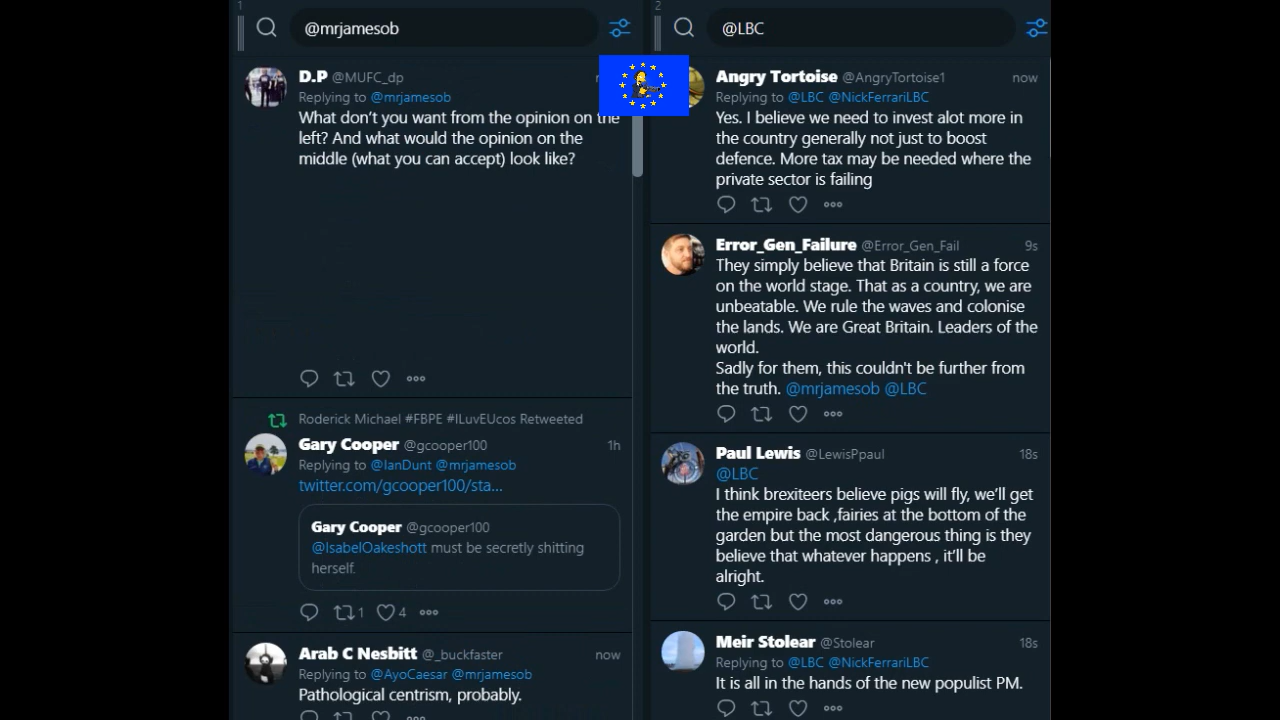 1
@mrjamesob
D.P @MUFC_dp
Replying to @mrjamesob
What don't you want from the opinion on the
left? And what would the opinion on the
middle (what you can accept) look like?
Roderick Michael #FBPE #ILuvEUcos Retweeted
Gary Cooper @gcooper100 1h
Replying to @IanDunt @mrjamesob
twitter.com/gcooper100/sta...
Gary Cooper @gcooper100
@IsabelOakeshott must be secretly shitting
herself.
1 4
Arab C Nesbitt @_buckfaster now
Replying to @AyoCaesar @mrjamesob
Pathological centrism, probably.
2
@LBC
Angry Tortoise @AngryTortoise1 now
Replying to @LBC @NickFerrariLBC
Yes. I believe we need to invest alot more in
the country generally not just to boost
defence. More tax may be needed where the
private sector is failing
Error_Gen_Failure @Error_Gen_Fail 9s
They simply believe that Britain is still a force
on the world stage. That as a country, we are
unbeatable. We rule the waves and colonise
the lands. We are Great Britain. Leaders of the
world.
Sadly for them, this couldn't be further from
the truth. @mrjamesob @LBC
Paul Lewis @LewisPpaul 18s
@LBC
I think brexiteers believe pigs will fly, we'll get
the empire back ,fairies at the bottom of the
garden but the most dangerous thing is they
believe that whatever happens , it'll be
alright.
Meir Stolear @Stolear 18s
Replying to @LBC @NickFerrariLBC
It is all in the hands of the new populist PM.